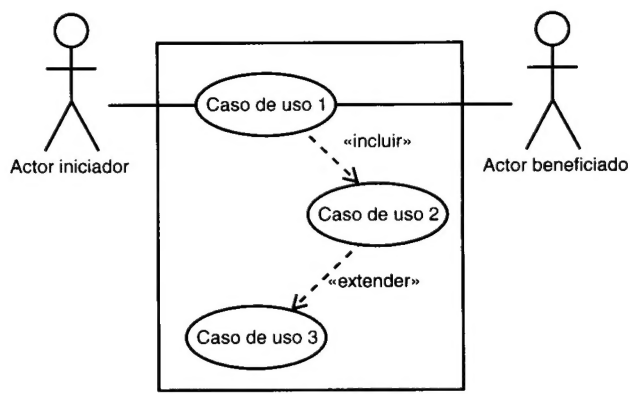 Caso de uso 1
«incluir»
Actor iniciador
Actor beneficiado
Caso de uso 2
«extender»
Caso de uso 3